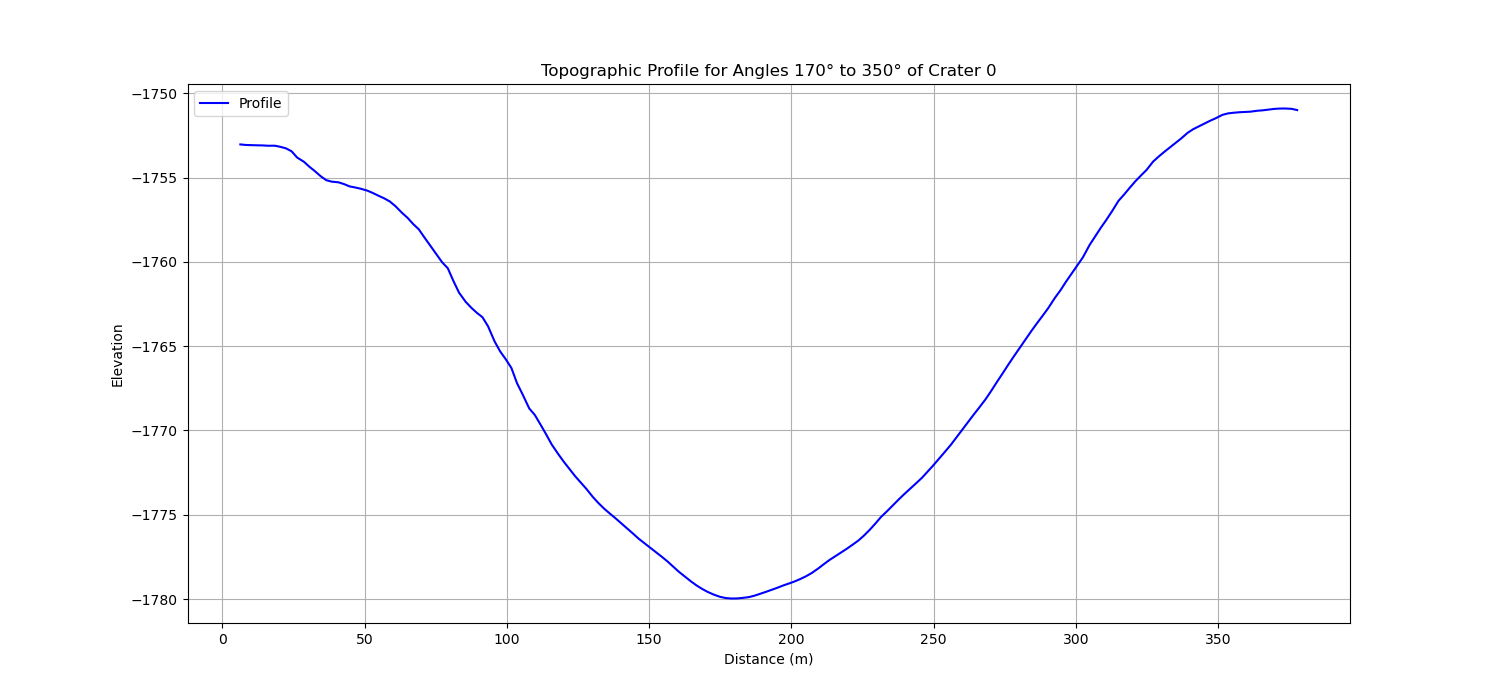 Topographic Profile for Angles 170° to 350° of Crater 0
Profile
−1750
−1755
−1760
−1765
−1770
−1775
−1780
Elevation
0 50 100 150 200 250 300 350
Distance (m)